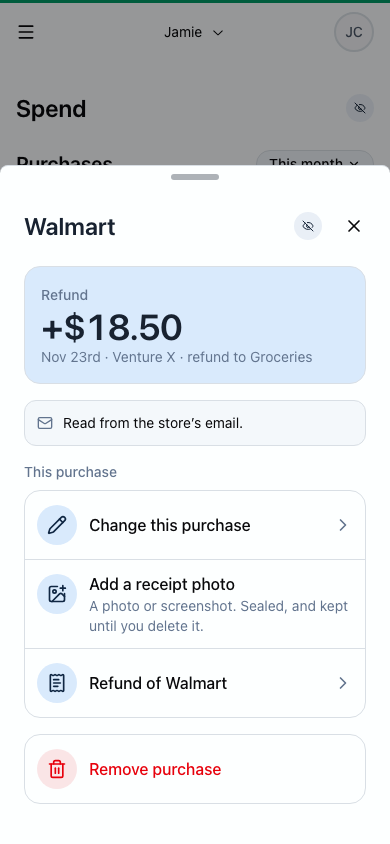 Jamie
JC
Spend
Purchases
This month
Walmart
Refund
+$18.50
Nov 23rd · Venture X · refund to Groceries
Read from the store’s email.
This purchase
Change this purchase
Add a receipt photo
A photo or screenshot. Sealed, and kept
until you delete it.
Refund of Walmart
Remove purchase